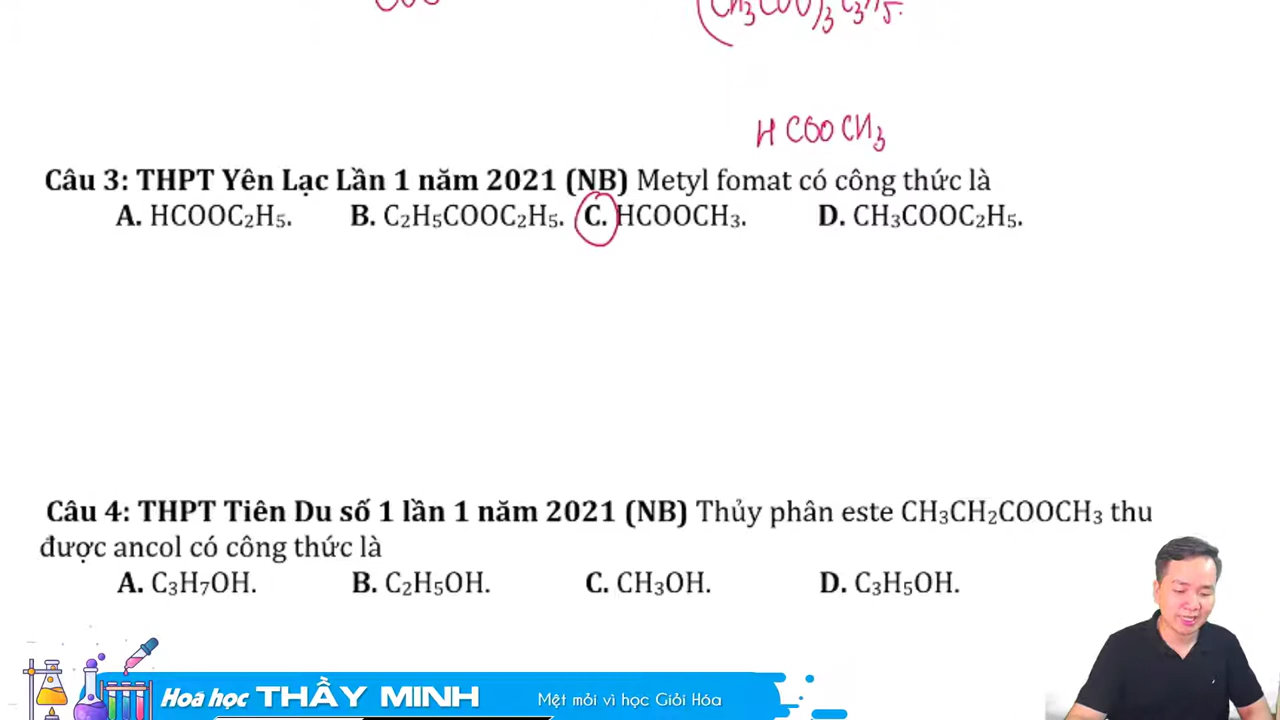 (CH₃COO)₃C₃H₅.
HCOOCH₃
Câu 3: THPT Yên Lạc Lần 1 năm 2021 (NB) Metyl fomat có công thức là
A. HCOOC₂H₅. B. C₂H₅COOC₂H₅. C. HCOOCH₃. D. CH₃COOC₂H₅.
Câu 4: THPT Tiên Du số 1 lần 1 năm 2021 (NB) Thủy phân este CH₃CH₂COOCH₃ thu
được ancol có công thức là
A. C₃H₇OH. B. C₂H₅OH. C. CH₃OH. D. C₃H₅OH.
Hoá học THẦY MINH Mệt mỏi vì học Giỏi Hóa